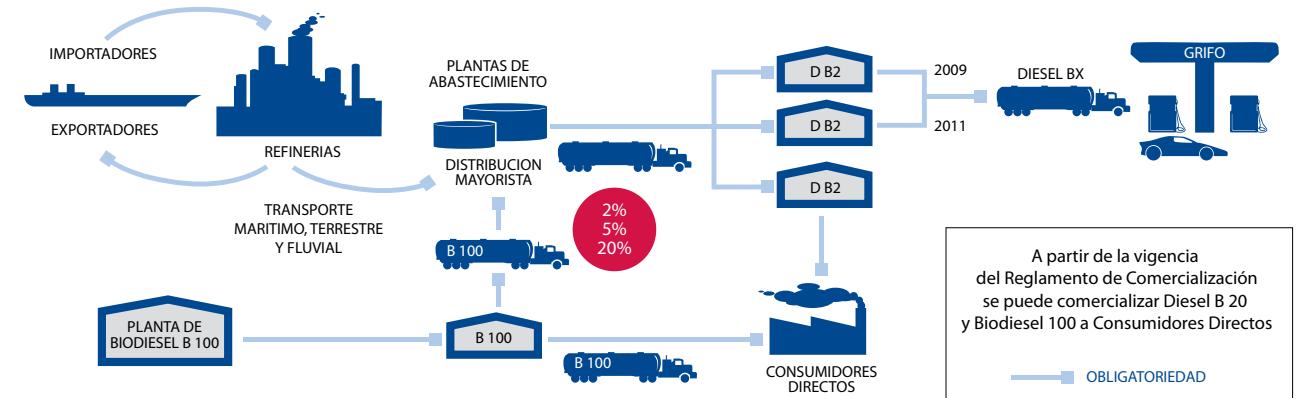 IMPORTADORES
EXPORTADORES
REFINERIAS
TRANSPORTE
MARITIMO, TERRESTRE
Y FLUVIAL
PLANTAS DE
ABASTECIMIENTO
DISTRIBUCION
MAYORISTA
2%
5%
20%
B 100
PLANTA DE
BIODIESEL B 100
B 100
B 100
D B2
D B2
D B2
2009
2011
DIESEL BX
GRIFO
CONSUMIDORES
DIRECTOS
A partir de la vigencia
del Reglamento de Comercialización
se puede comercializar Diesel B 20
y Biodiesel 100 a Consumidores Directos
OBLIGATORIEDAD